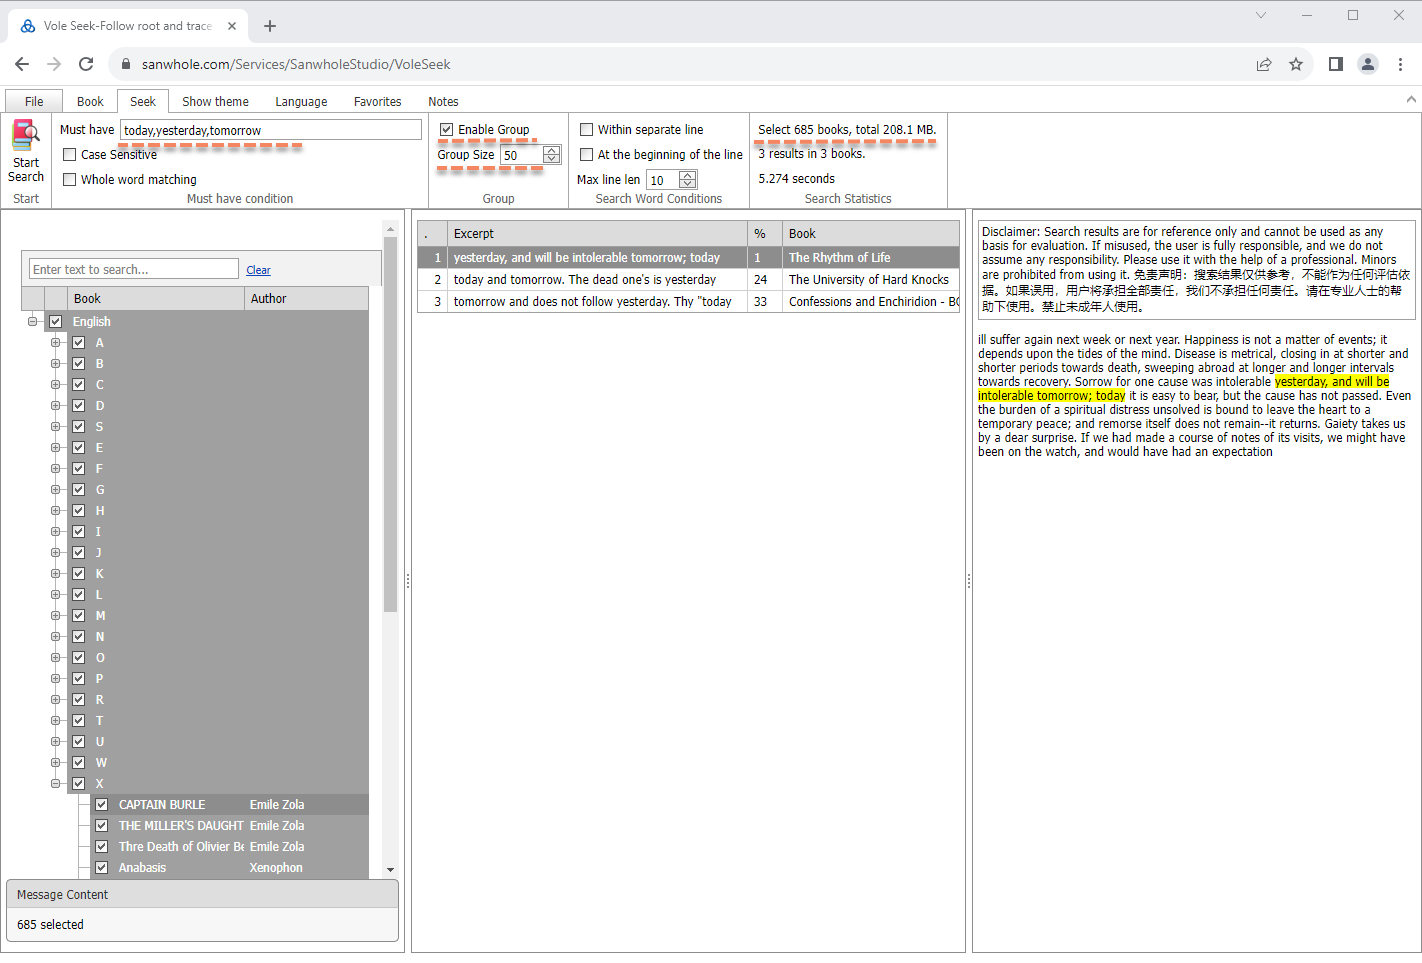 Vole Seek-Follow root and trace
sanwhole.com/Services/SanwholeStudio/VoleSeek
File Book Seek Show theme Language Favorites Notes
Start
Search
Start
Must have today,yesterday,tomorrow
Case Sensitive
Whole word matching
Must have condition
Enable Group
Group Size 50
Group
Within separate line
At the beginning of the line
Max line len 10
Search Word Conditions
Select 685 books, total 208.1 MB.
3 results in 3 books.
5.274 seconds
Search Statistics
Enter text to search... Clear
Book Author
English
A
B
C
D
S
E
F
G
H
I
J
K
L
M
N
O
P
R
T
U
W
X
CAPTAIN BURLE Emile Zola
THE MILLER'S DAUGHT Emile Zola
Thre Death of Olivier Be Emile Zola
Anabasis Xenophon
Message Content
685 selected
. Excerpt % Book
1 yesterday, and will be intolerable tomorrow; today 1 The Rhythm of Life
2 today and tomorrow. The dead one's is yesterday 24 The University of Hard Knocks
3 tomorrow and does not follow yesterday. Thy "today 33 Confessions and Enchiridion - BO
Disclaimer: Search results are for reference only and cannot be used as any
basis for evaluation. If misused, the user is fully responsible, and we do not
assume any responsibility. Please use it with the help of a professional. Minors
are prohibited from using it. 免责声明：搜索结果仅供参考，不能作为任何评估依
据。如果误用，用户将承担全部责任，我们不承担任何责任。请在专业人士的帮
助下使用。禁止未成年人使用。
ill suffer again next week or next year. Happiness is not a matter of events; it
depends upon the tides of the mind. Disease is metrical, closing in at shorter and
shorter periods towards death, sweeping abroad at longer and longer intervals
towards recovery. Sorrow for one cause was intolerable yesterday, and will be
intolerable tomorrow; today it is easy to bear, but the cause has not passed. Even
the burden of a spiritual distress unsolved is bound to leave the heart to a
temporary peace; and remorse itself does not remain--it returns. Gaiety takes us
by a dear surprise. If we had made a course of notes of its visits, we might have
been on the watch, and would have had an expectation